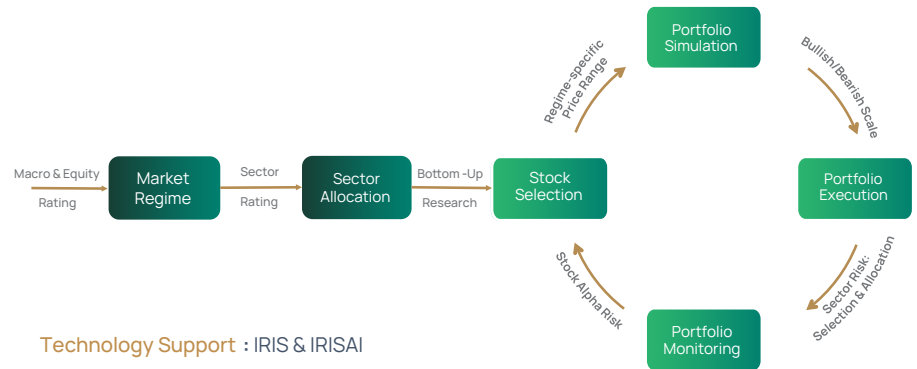 Macro & Equity
Rating
Market
Regime
Sector
Rating
Sector
Allocation
Bottom -Up
Research
Stock
Selection
Regime-specific
Price Range
Portfolio
Simulation
Bullish/Bearish Scale
Portfolio
Execution
Sector Risk:
Selection & Allocation
Portfolio
Monitoring
Stock Alpha Risk
Technology Support : IRIS & IRISAI